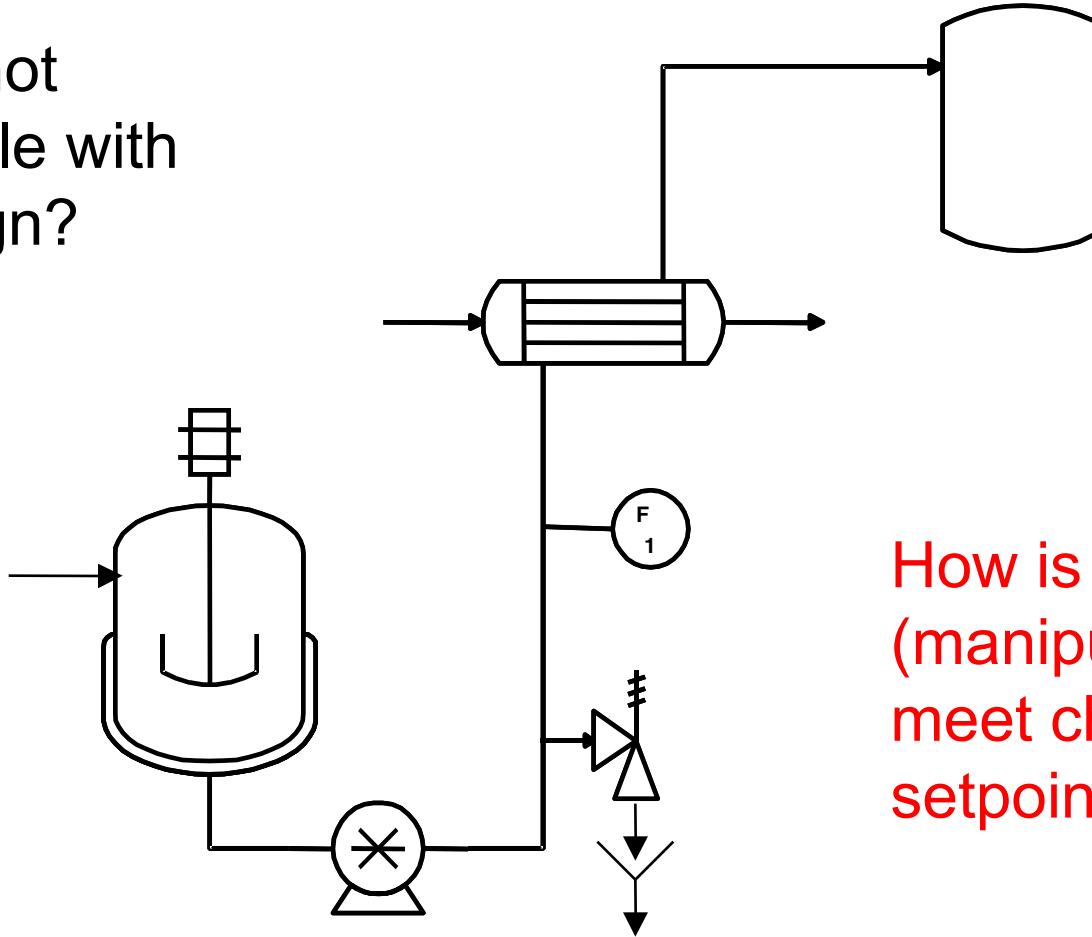 ot
le with
gn?
F
1
How is
(manipu
meet cl
setpoin